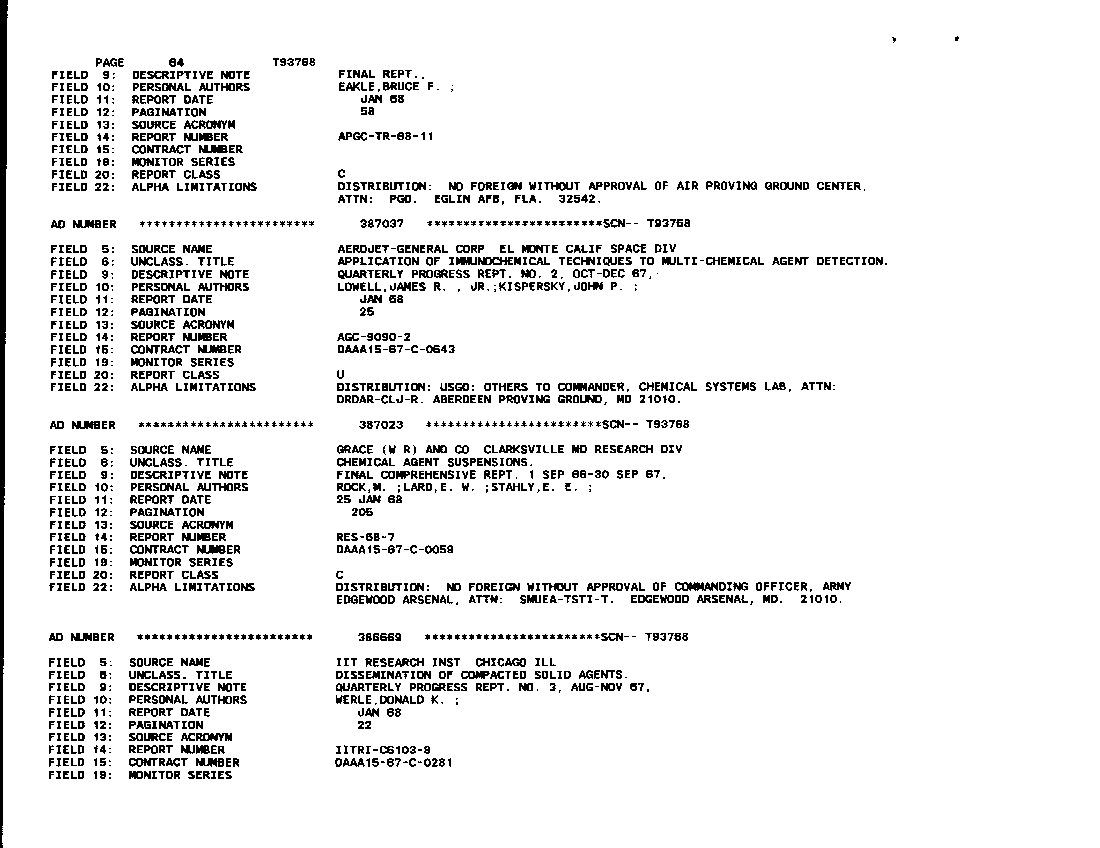 PAGE 64 T93768
FIELD 9: DESCRIPTIVE NOTE FINAL REPT..
FIELD 10: PERSONAL AUTHORS EAKLE,BRUCE F. ;
FIELD 11: REPORT DATE JAN 68
FIELD 12: PAGINATION 58
FIELD 13: SOURCE ACRONYM
FIELD 14: REPORT NUMBER APGC-TR-68-11
FIELD 15: CONTRACT NUMBER
FIELD 18: MONITOR SERIES
FIELD 20: REPORT CLASS C
FIELD 22: ALPHA LIMITATIONS DISTRIBUTION: NO FOREIGN WITHOUT APPROVAL OF AIR PROVING GROUND CENTER,
ATTN: PGO. EGLIN AFB, FLA. 32542.
AD NUMBER ************************ 387037 ************************SCN-- T93768
FIELD 5: SOURCE NAME AEROJET-GENERAL CORP EL MONTE CALIF SPACE DIV
FIELD 6: UNCLASS. TITLE APPLICATION OF IMMUNOCHEMICAL TECHNIQUES TO MULTI-CHEMICAL AGENT DETECTION.
FIELD 9: DESCRIPTIVE NOTE QUARTERLY PROGRESS REPT. NO. 2, OCT-DEC 67,
FIELD 10: PERSONAL AUTHORS LOWELL,JAMES R. , JR.;KISPERSKY,JOHN P. ;
FIELD 11: REPORT DATE JAN 68
FIELD 12: PAGINATION 25
FIELD 13: SOURCE ACRONYM
FIELD 14: REPORT NUMBER AGC-9090-2
FIELD 15: CONTRACT NUMBER DAAA15-67-C-0643
FIELD 19: MONITOR SERIES
FIELD 20: REPORT CLASS U
FIELD 22: ALPHA LIMITATIONS DISTRIBUTION: USGO: OTHERS TO COMMANDER, CHEMICAL SYSTEMS LAB, ATTN:
DRDAR-CLJ-R. ABERDEEN PROVING GROUND, MD 21010.
AD NUMBER ************************ 387023 ************************SCN-- T93768
FIELD 5: SOURCE NAME GRACE (W R) AND CO CLARKSVILLE MD RESEARCH DIV
FIELD 6: UNCLASS. TITLE CHEMICAL AGENT SUSPENSIONS.
FIELD 9: DESCRIPTIVE NOTE FINAL COMPREHENSIVE REPT. 1 SEP 66-30 SEP 67,
FIELD 10: PERSONAL AUTHORS ROCK,M. ;LARD,E. W. ;STAHLY,E. E. ;
FIELD 11: REPORT DATE 25 JAN 68
FIELD 12: PAGINATION 205
FIELD 13: SOURCE ACRONYM
FIELD 14: REPORT NUMBER RES-68-7
FIELD 15: CONTRACT NUMBER DAAA15-67-C-0059
FIELD 19: MONITOR SERIES
FIELD 20: REPORT CLASS C
FIELD 22: ALPHA LIMITATIONS DISTRIBUTION: NO FOREIGN WITHOUT APPROVAL OF COMMANDING OFFICER, ARMY
EDGEWOOD ARSENAL, ATTN: SMUEA-TSTI-T. EDGEWOOD ARSENAL, MD. 21010.
AD NUMBER ************************ 386669 ************************SCN-- T93768
FIELD 5: SOURCE NAME IIT RESEARCH INST CHICAGO ILL
FIELD 6: UNCLASS. TITLE DISSEMINATION OF COMPACTED SOLID AGENTS.
FIELD 9: DESCRIPTIVE NOTE QUARTERLY PROGRESS REPT. NO. 3, AUG-NOV 67,
FIELD 10: PERSONAL AUTHORS WERLE,DONALD K. ;
FIELD 11: REPORT DATE JAN 68
FIELD 12: PAGINATION 22
FIELD 13: SOURCE ACRONYM
FIELD 14: REPORT NUMBER IITRI-C6103-9
FIELD 15: CONTRACT NUMBER DAAA15-67-C-0281
FIELD 19: MONITOR SERIES